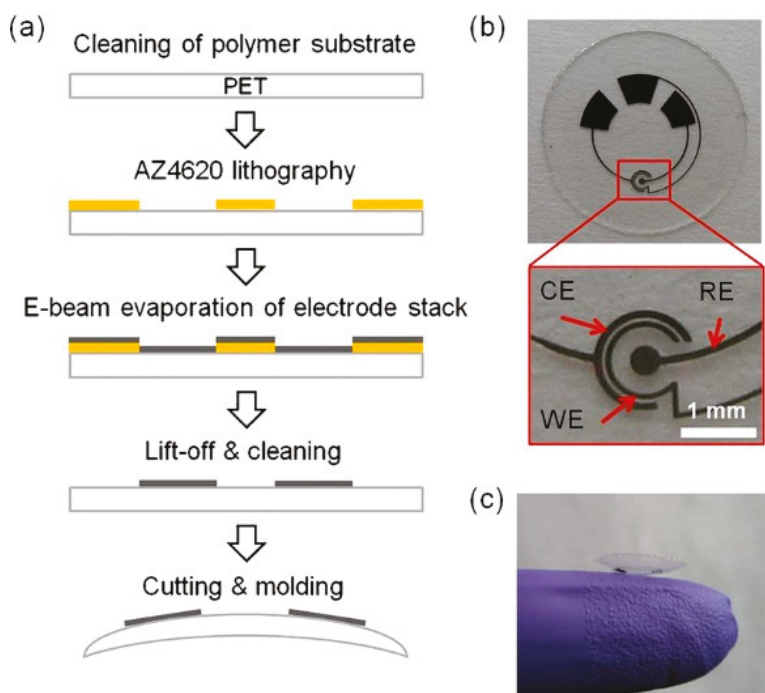 (a)
Cleaning of polymer substrate
PET
AZ4620 lithography
E-beam evaporation of electrode stack
Lift-off & cleaning
Cutting & molding
(b)
CE
RE
WE
1 mm
(c)